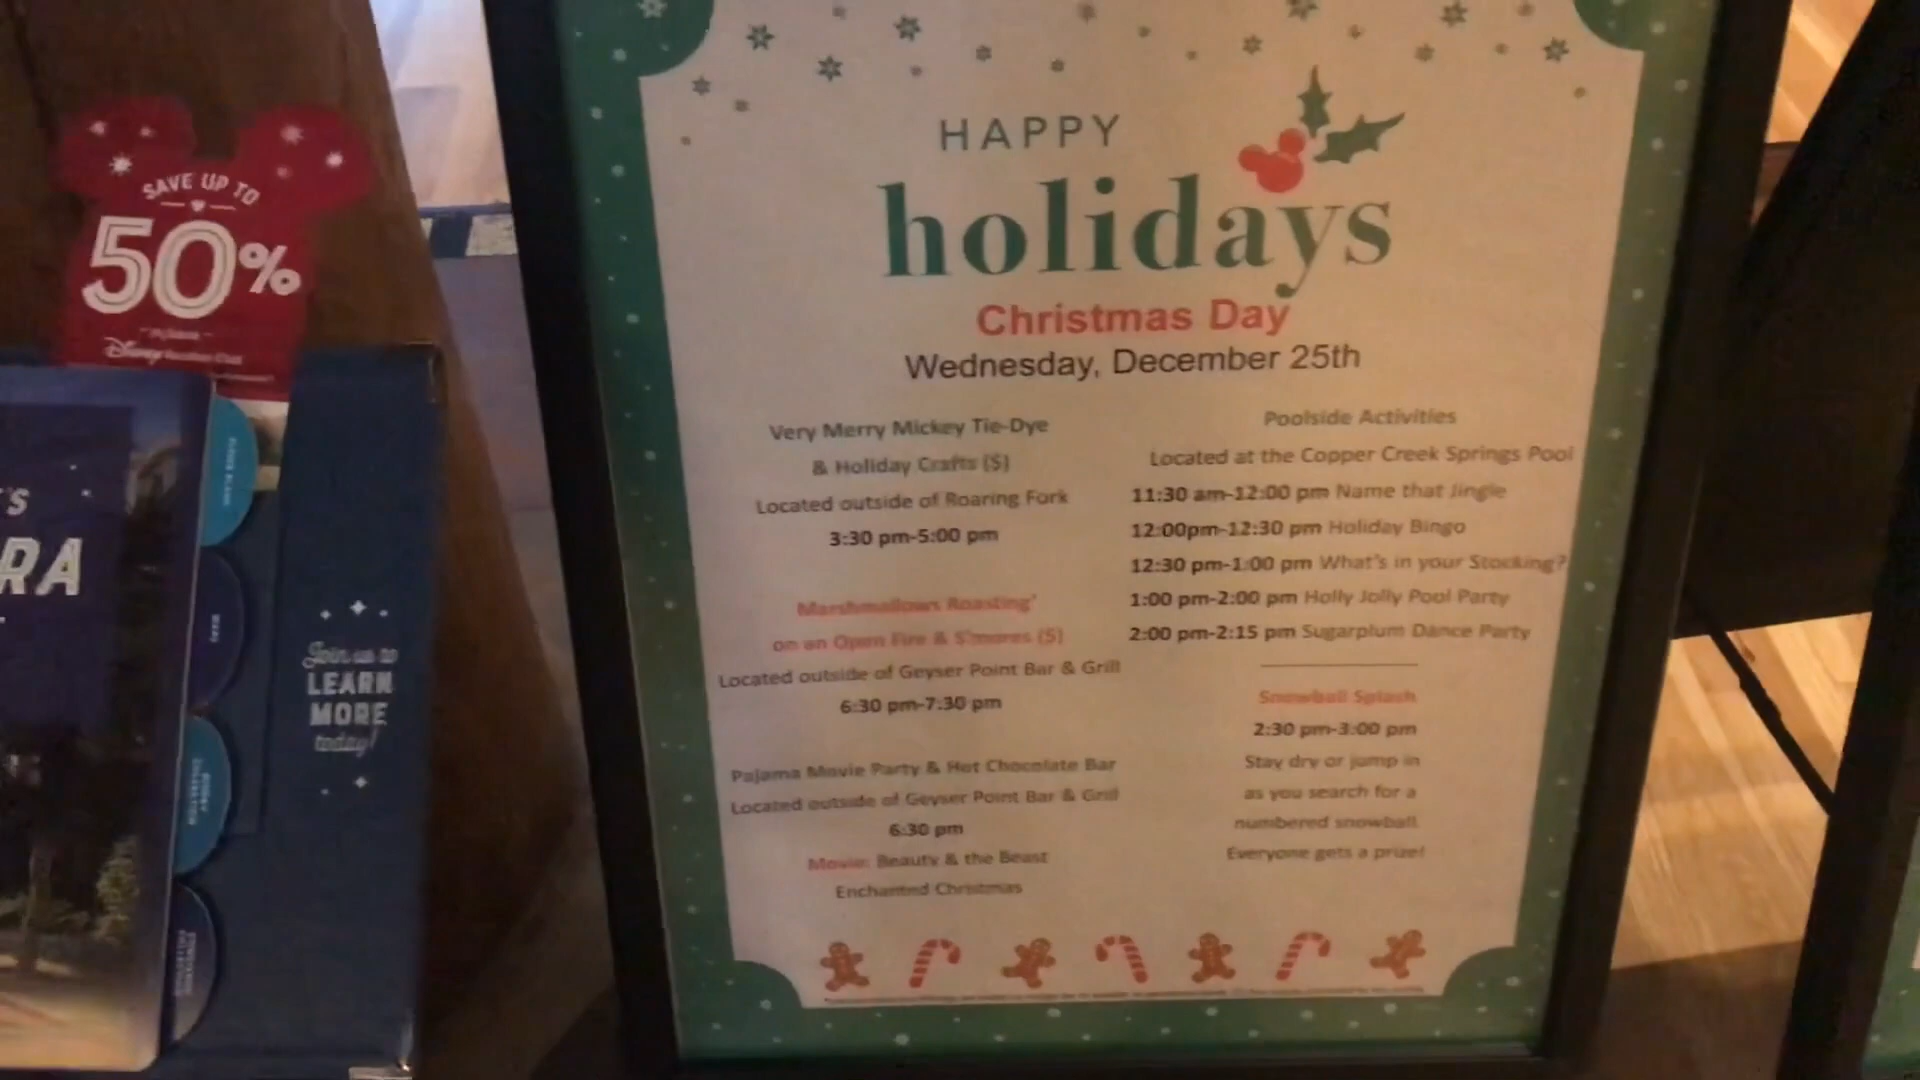 SAVE UP TO
50%
Disney
'S
RA
Join us to
LEARN
MORE
today!
HAPPY
holidays
Christmas Day
Wednesday, December 25th
Very Merry Mickey Tie-Dye
& Holiday Crafts ($)
Located outside of Roaring Fork
3:30 pm-5:00 pm
Marshmallows Roasting'
on an Open Fire & S'mores ($)
Located outside of Geyser Point Bar & Grill
6:30 pm-7:30 pm
Pajama Movie Party & Hot Chocolate Bar
Located outside of Geyser Point Bar & Grill
6:30 pm
Movie: Beauty & the Beast
Enchanted Christmas
Poolside Activities
Located at the Copper Creek Springs Pool
11:30 am-12:00 pm Name that Jingle
12:00pm-12:30 pm Holiday Bingo
12:30 pm-1:00 pm What's in your Stocking?
1:00 pm-2:00 pm Holly Jolly Pool Party
2:00 pm-2:15 pm Sugarplum Dance Party
Snowball Splash
2:30 pm-3:00 pm
Stay dry or jump in
as you search for a
numbered snowball.
Everyone gets a prize!